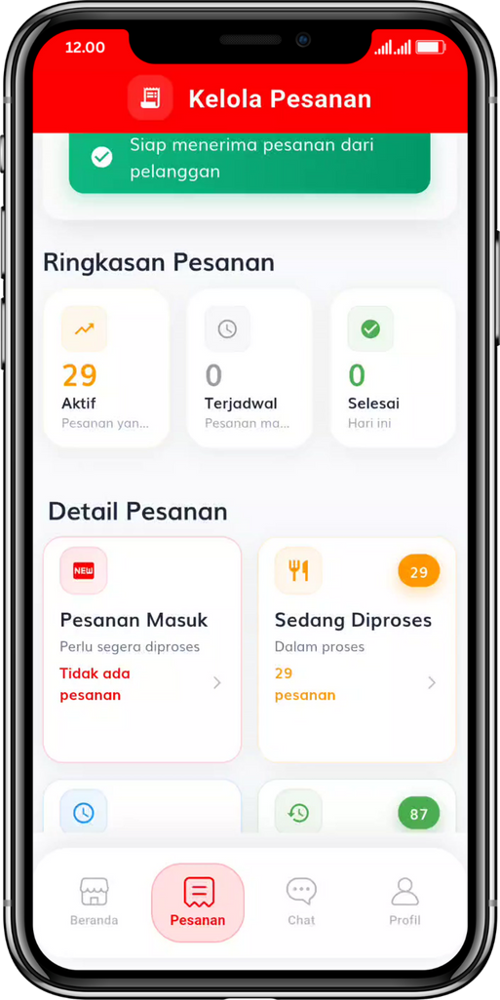 12.00
Kelola Pesanan
Siap menerima pesanan dari
pelanggan
Ringkasan Pesanan
29
Aktif
Pesanan yan...
0
Terjadwal
Pesanan ma...
0
Selesai
Hari ini
Detail Pesanan
NEW
Pesanan Masuk
Perlu segera diproses
Tidak ada
pesanan
29
Sedang Diproses
Dalam proses
29
pesanan
87
Beranda
Pesanan
Chat
Profil